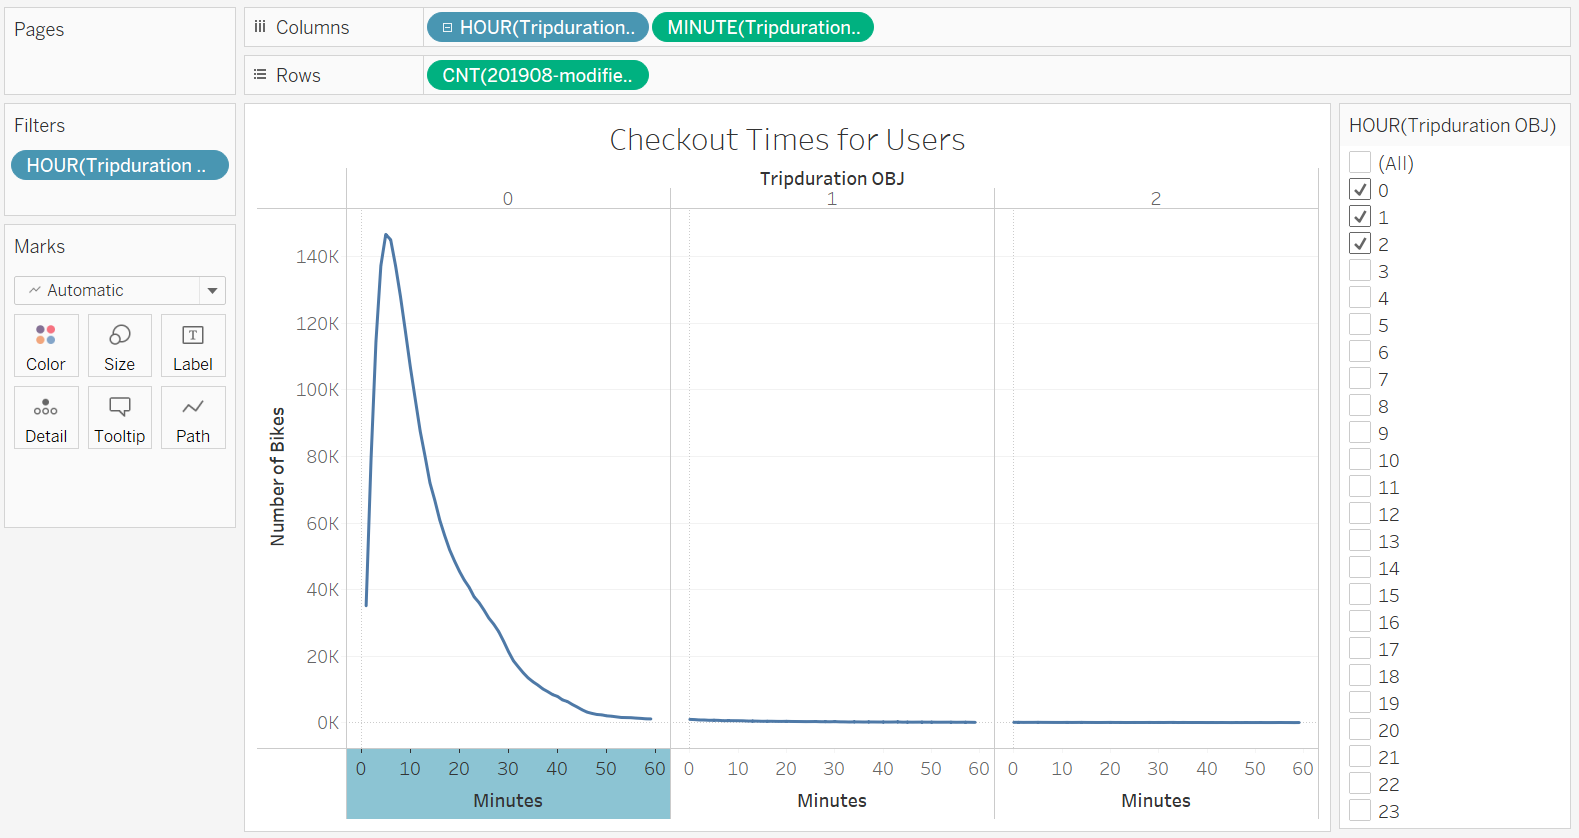 Pages
Columns
HOUR(Tripduration..
MINUTE(Tripduration..
Rows
CNT(201908-modifie..
Filters
HOUR(Tripduration ..
Marks
Automatic
Color
Size
Label
Detail
Tooltip
Path
Checkout Times for Users
Tripduration OBJ
0 1 2
Number of Bikes
140K
120K
100K
80K
60K
40K
20K
0K
0 10 20 30 40 50 60 0 10 20 30 40 50 60 0 10 20 30 40 50 60
Minutes Minutes Minutes
HOUR(Tripduration OBJ)
(All)
0
1
2
3
4
5
6
7
8
9
10
11
12
13
14
15
16
17
18
19
20
21
22
23